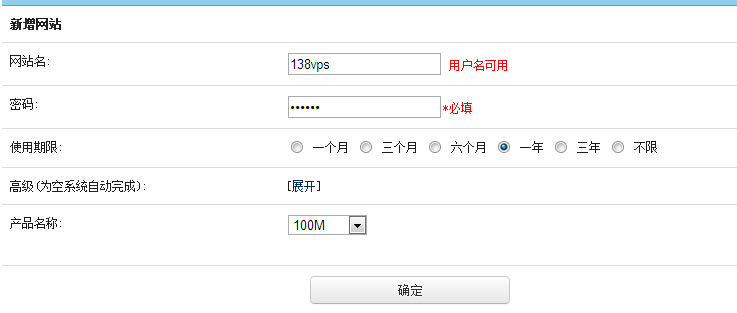 新增网站
网站名: 138vps 用户名可用
密码: •••••• *必填
使用期限: 一个月 三个月 六个月 一年 三年 不限
高级(为空系统自动完成): [展开]
产品名称: 100M
确定